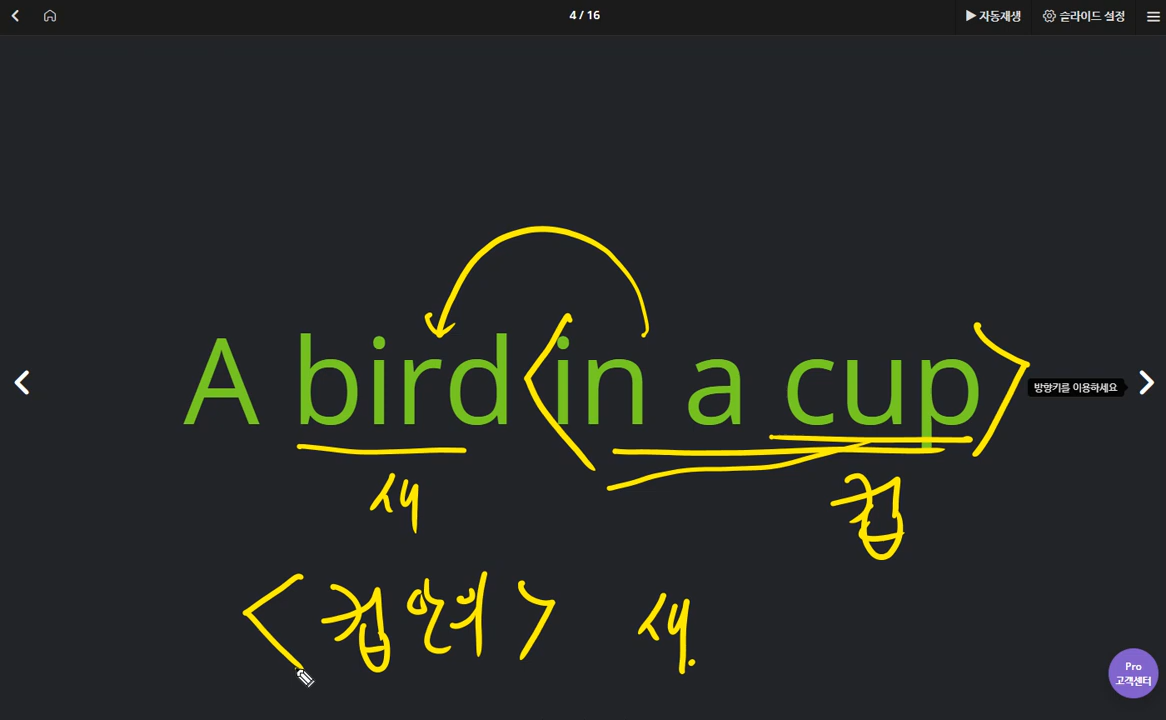 4 / 16
▶ 자동재생
슬라이드 설정
A bird <in a cup>
방향키를 이용하세요
새
컵
<컵 안의> 새.
Pro
고객센터